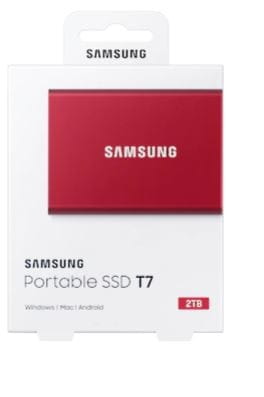 SAMSUNG
SAMSUNG
SAMSUNG
Portable SSD T7
Windows | Mac | Android
2TB